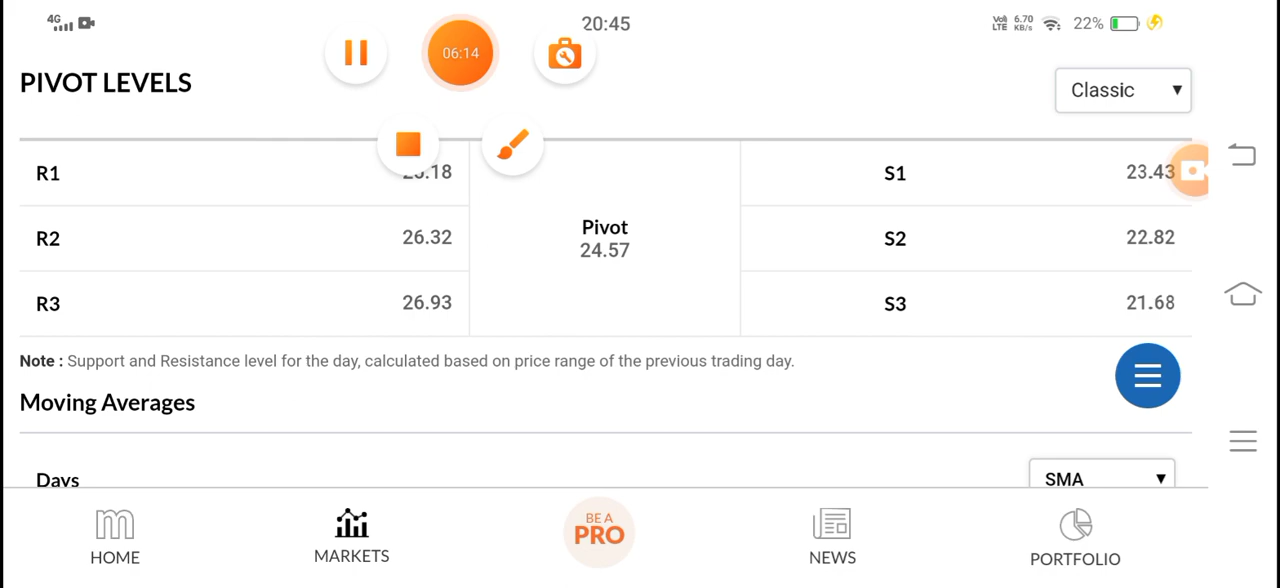 4G 20:45 Vo)) LTE 6.70 KB/s 22%
06:14
PIVOT LEVELS Classic ▼
R1 S1 23.43
Pivot
24.57
R2 26.32 S2 22.82
R3 26.93 S3 21.68
Note : Support and Resistance level for the day, calculated based on price range of the previous trading day.
Moving Averages
Days SMA ▼
BE A
PRO
HOME MARKETS NEWS PORTFOLIO